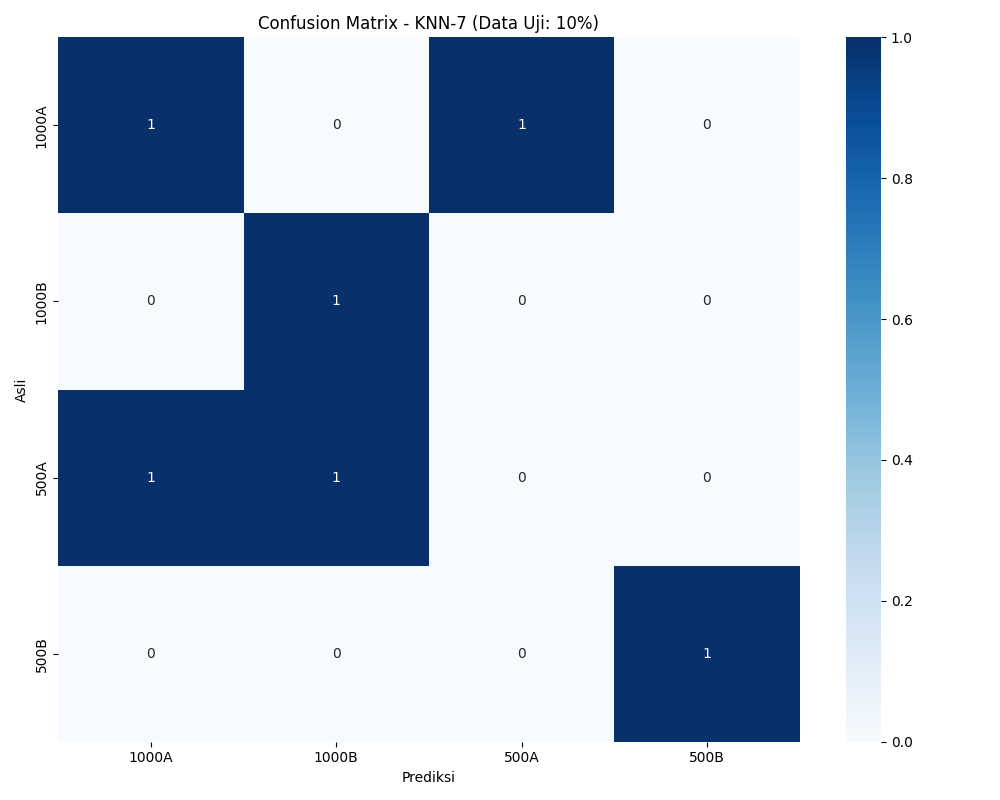 Confusion Matrix - KNN-7 (Data Uji: 10%)
1000A 1 0 1 0
1000B 0 1 0 0
500A 1 1 0 0
500B 0 0 0 1
1000A 1000B 500A 500B
Prediksi
Asli
1.0
0.8
0.6
0.4
0.2
0.0